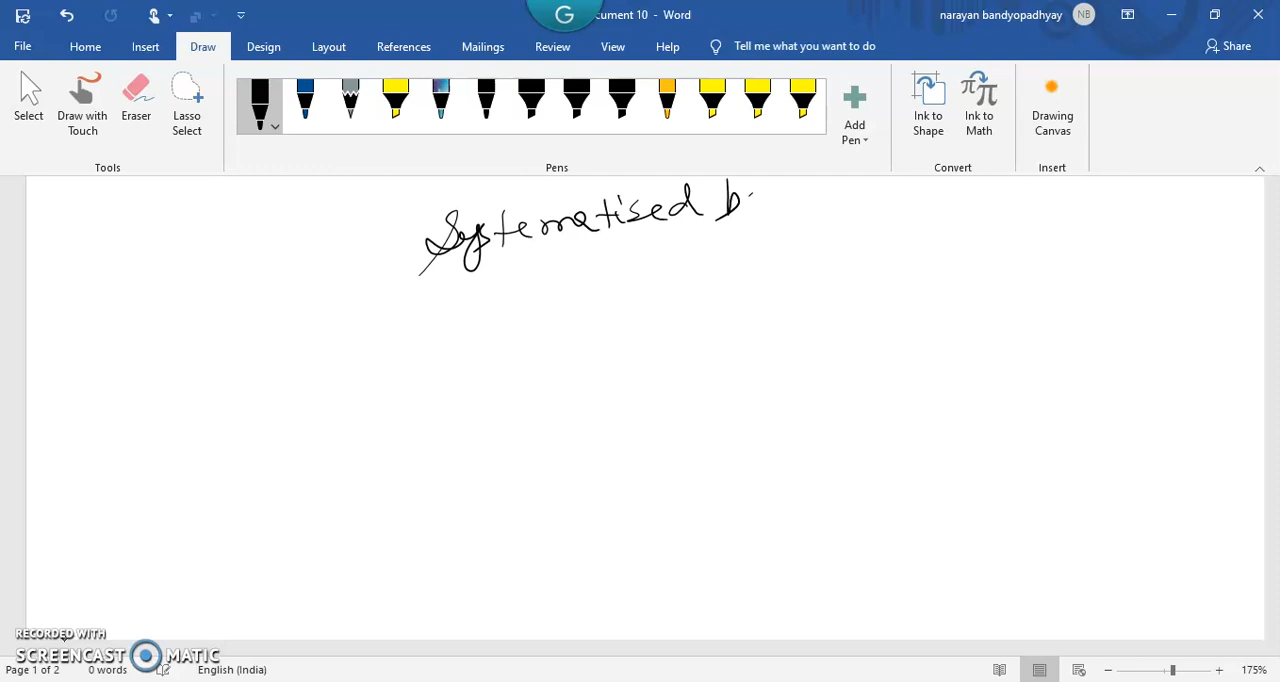 Document 10 - Word narayan bandyopadhyay NB
File Home Insert Draw Design Layout References Mailings Review View Help Tell me what you want to do Share
Select Draw with Touch Eraser Lasso Select Add Pen Ink to Shape Ink to Math Drawing Canvas
Tools Pens Convert Insert
Systematised b
RECORDED WITH
SCREENCAST MATIC
Page 1 of 2 0 words English (India) 175%